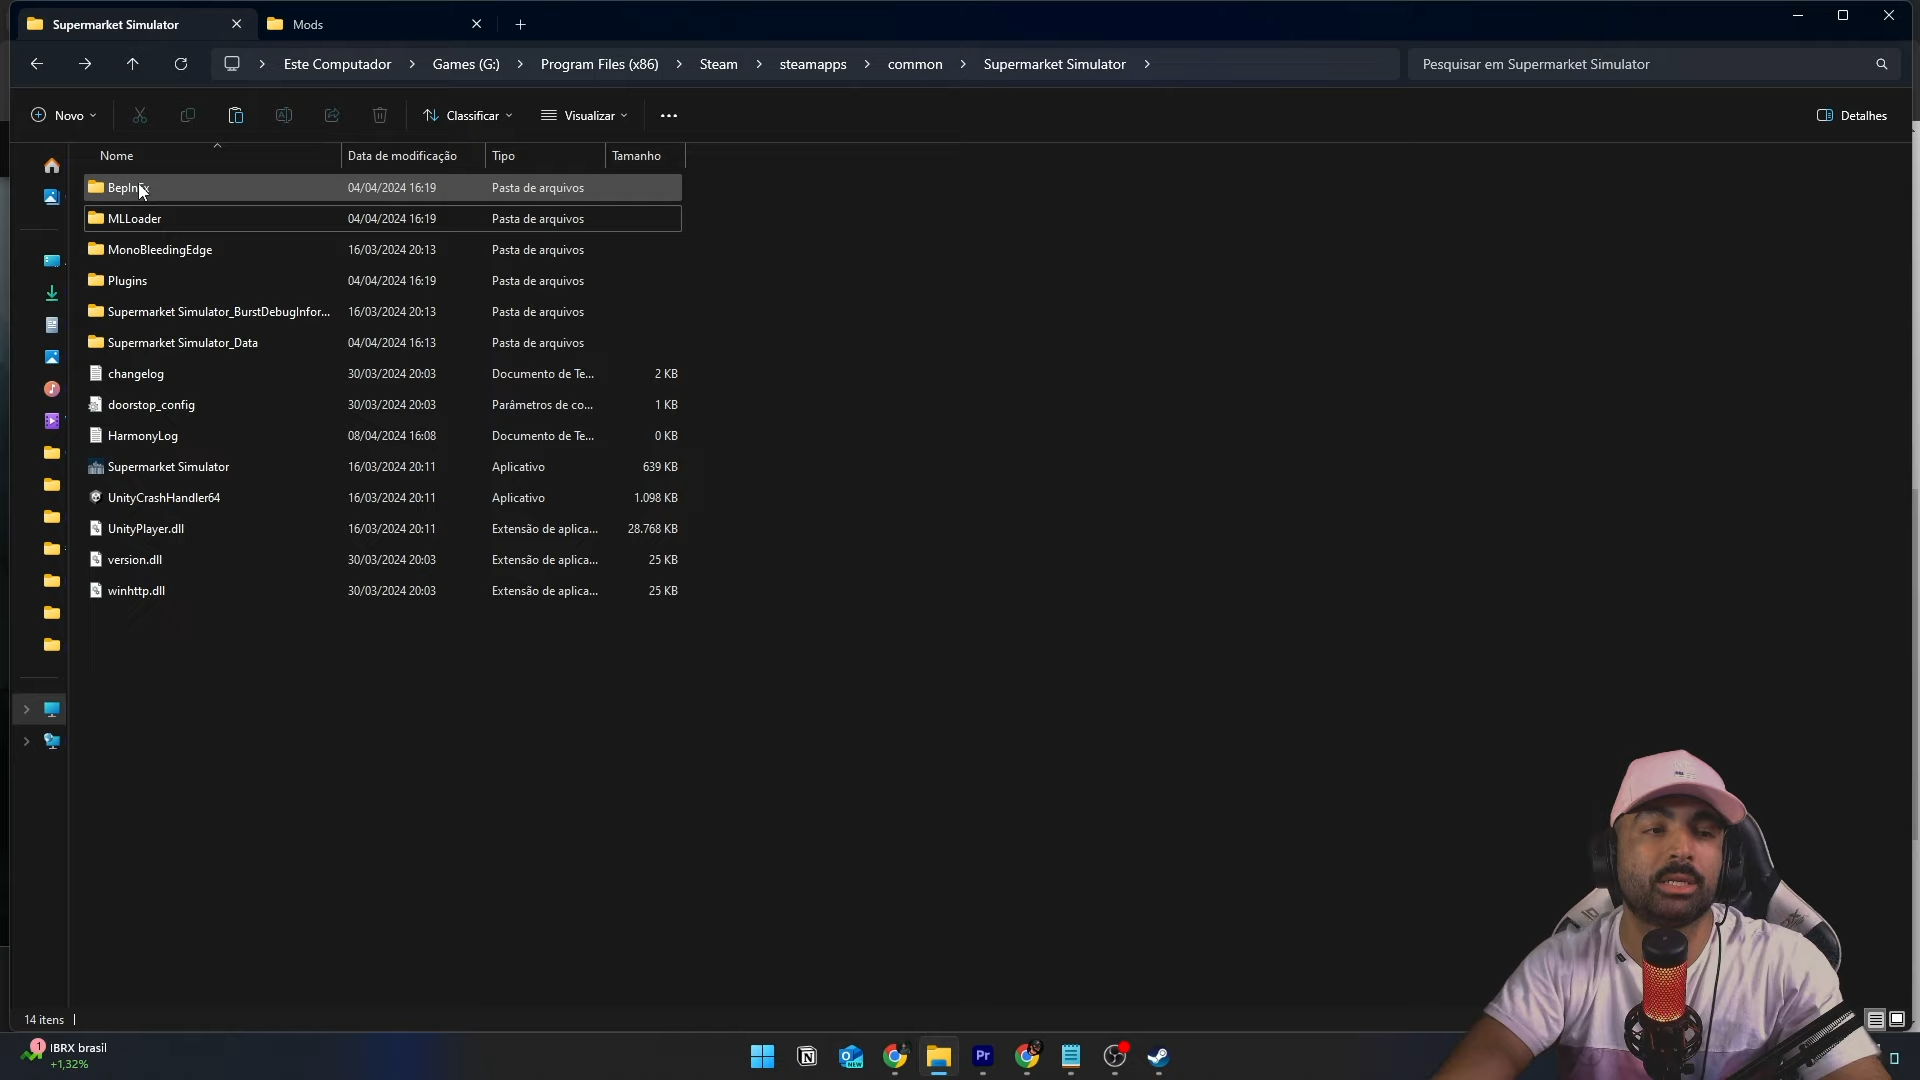 Supermarket Simulator
Mods
Este Computador > Games (G:) > Program Files (x86) > Steam > steamapps > common > Supermarket Simulator >
Pesquisar em Supermarket Simulator
Novo
Classificar
Visualizar
Detalhes
Nome Data de modificação Tipo Tamanho
BepInEx 04/04/2024 16:19 Pasta de arquivos
MLLoader 04/04/2024 16:19 Pasta de arquivos
MonoBleedingEdge 16/03/2024 20:13 Pasta de arquivos
Plugins 04/04/2024 16:19 Pasta de arquivos
Supermarket Simulator_BurstDebugInfor... 16/03/2024 20:13 Pasta de arquivos
Supermarket Simulator_Data 04/04/2024 16:13 Pasta de arquivos
changelog 30/03/2024 20:03 Documento de Te... 2 KB
doorstop_config 30/03/2024 20:03 Parâmetros de co... 1 KB
HarmonyLog 08/04/2024 16:08 Documento de Te... 0 KB
Supermarket Simulator 16/03/2024 20:11 Aplicativo 639 KB
UnityCrashHandler64 16/03/2024 20:11 Aplicativo 1.098 KB
UnityPlayer.dll 16/03/2024 20:11 Extensão de aplica... 28.768 KB
version.dll 30/03/2024 20:03 Extensão de aplica... 25 KB
winhttp.dll 30/03/2024 20:03 Extensão de aplica... 25 KB
14 itens
1
IBRX brasil
+1,32%
NEW
Pr